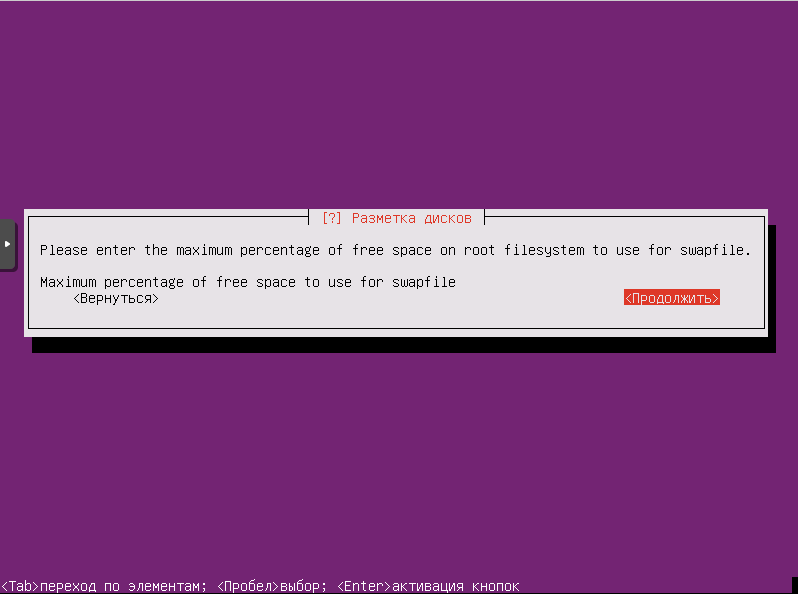 [?] Разметка дисков
Please enter the maximum percentage of free space on root filesystem to use for swapfile.
Maximum percentage of free space to use for swapfile
<Вернуться> <Продолжить>
<Tab>переход по элементам; <Пробел>выбор; <Enter>активация кнопок